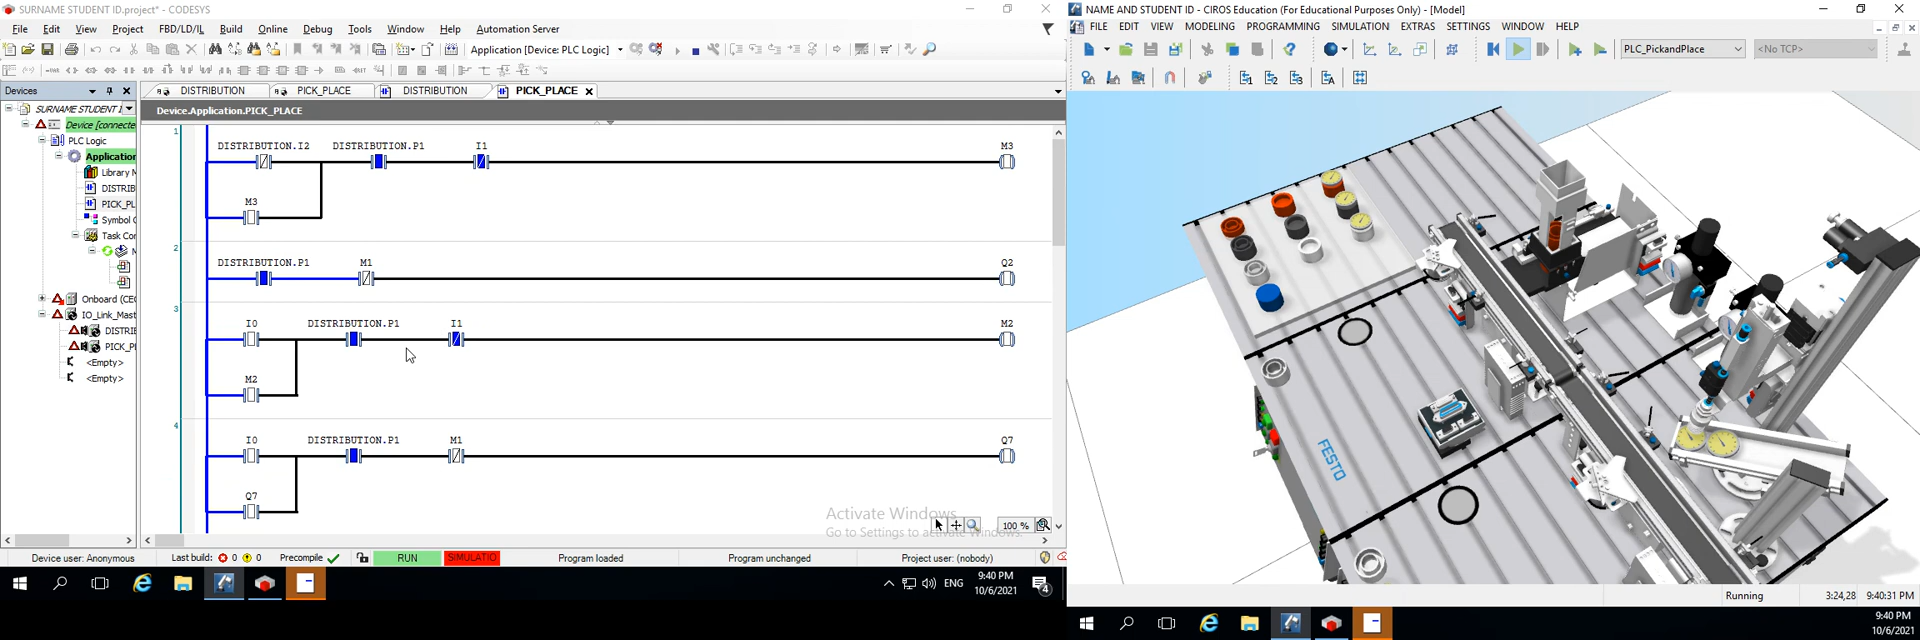 SURNAME STUDENT ID.project* - CODESYS
File Edit View Project FBD/LD/IL Build Online Debug Tools Window Help Automation Server
Application [Device: PLC Logic]
Devices
DISTRIBUTION PICK_PLACE DISTRIBUTION PICK_PLACE
Device.Application.PICK_PLACE
SURNAME STUDENT I
Device [connecte
PLC Logic
Application
Library M
DISTRIB
PICK_PL
Symbol C
Task Cor
M
Onboard (CEC
IO_Link_Mast
DISTRIE
PICK_PL
<Empty>
<Empty>
1
DISTRIBUTION.I2 DISTRIBUTION.P1 I1 M3
M3
2
DISTRIBUTION.P1 M1 Q2
3
I0 DISTRIBUTION.P1 I1 M2
M2
4
I0 DISTRIBUTION.P1 M1 Q7
Q7
Activate Windows
Go to Settings to activate Windows.
100 %
Device user: Anonymous Last build: 0 0 Precompile RUN SIMULATIO Program loaded Program unchanged Project user: (nobody)
ENG 9:40 PM
10/6/2021 4
NAME AND STUDENT ID - CIROS Education (For Educational Purposes Only) - [Model]
FILE EDIT VIEW MODELING PROGRAMMING SIMULATION EXTRAS SETTINGS WINDOW HELP
PLC_PickandPlace <No TCP>
FESTO
Running 3:24,28 9:40:31 PM
9:40 PM
10/6/2021